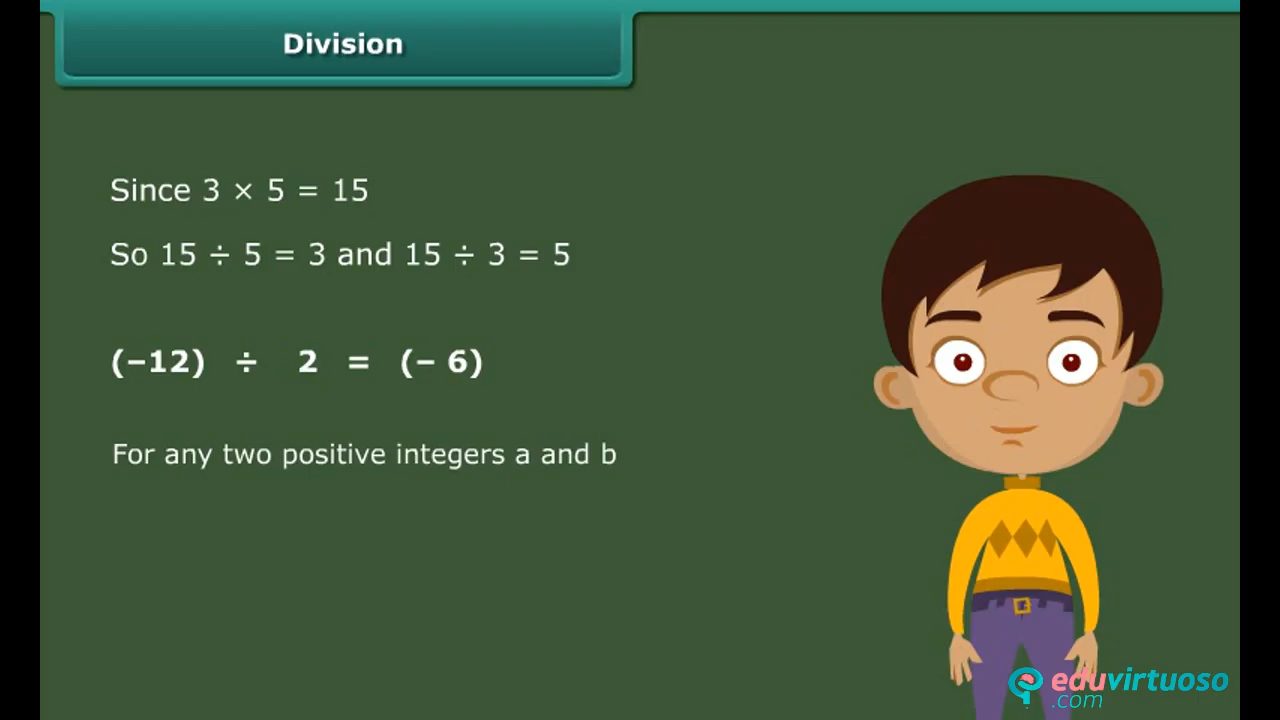 Division
Since 3 × 5 = 15
So 15 ÷ 5 = 3 and 15 ÷ 3 = 5
(–12) ÷ 2 = (– 6)
For any two positive integers a and b
eduvirtuoso
.com